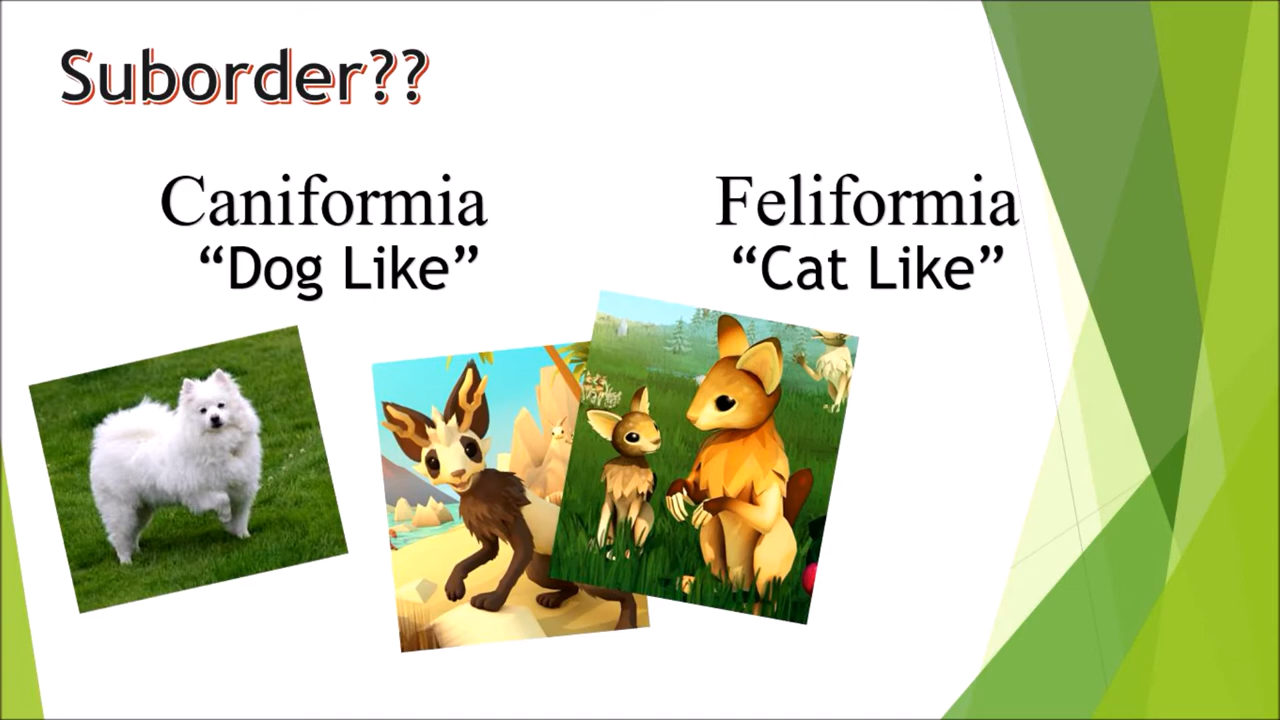 Suborder??
Caniformia
“Dog Like”
Feliformia
“Cat Like”